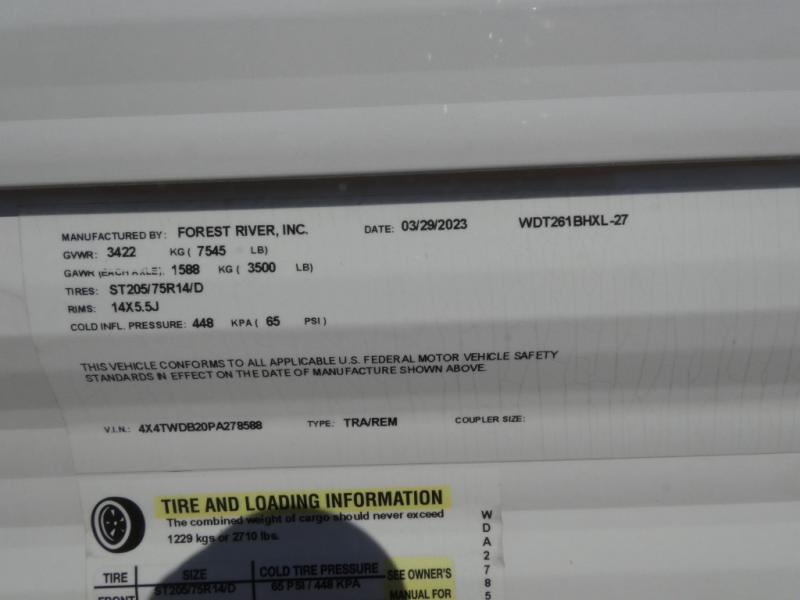 MANUFACTURED BY: FOREST RIVER, INC. DATE: 03/29/2023 WDT261BHXL-27
GVWR: 3422 KG ( 7545 LB)
GAWR (EACH AXLE): 1588 KG ( 3500 LB)
TIRES: ST205/75R14/D
RIMS: 14X5.5J
COLD INFL. PRESSURE: 448 KPA ( 65 PSI )
THIS VEHICLE CONFORMS TO ALL APPLICABLE U.S. FEDERAL MOTOR VEHICLE SAFETY
STANDARDS IN EFFECT ON THE DATE OF MANUFACTURE SHOWN ABOVE.
V.I.N.: 4X4TWDB20PA278588 TYPE: TRA/REM COUPLER SIZE:
TIRE AND LOADING INFORMATION
The combined weight of cargo should never exceed
1229 kgs or 2710 lbs.
TIRE SIZE COLD TIRE PRESSURE SEE OWNER'S
FRONT ST205/75R14/D 65 PSI / 448 KPA MANUAL FOR
W
D
A
2
7
8
5